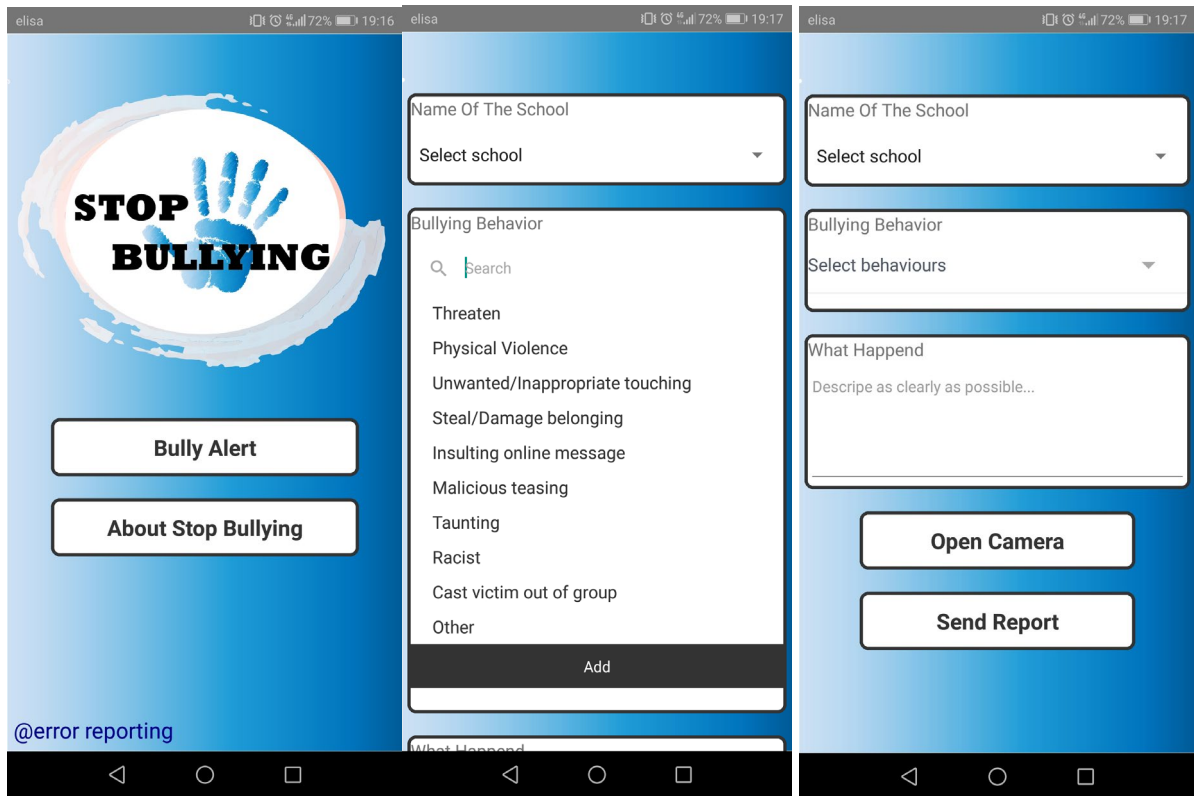 elisa 72% 19:16
STOP
BULLYING
Bully Alert
About Stop Bullying
@error reporting
elisa 72% 19:17
Name Of The School
Select school
Bullying Behavior
Search
Threaten
Physical Violence
Unwanted/Inappropriate touching
Steal/Damage belonging
Insulting online message
Malicious teasing
Taunting
Racist
Cast victim out of group
Other
Add
What Happend
elisa 72% 19:17
Name Of The School
Select school
Bullying Behavior
Select behaviours
What Happend
Descripe as clearly as possible...
Open Camera
Send Report